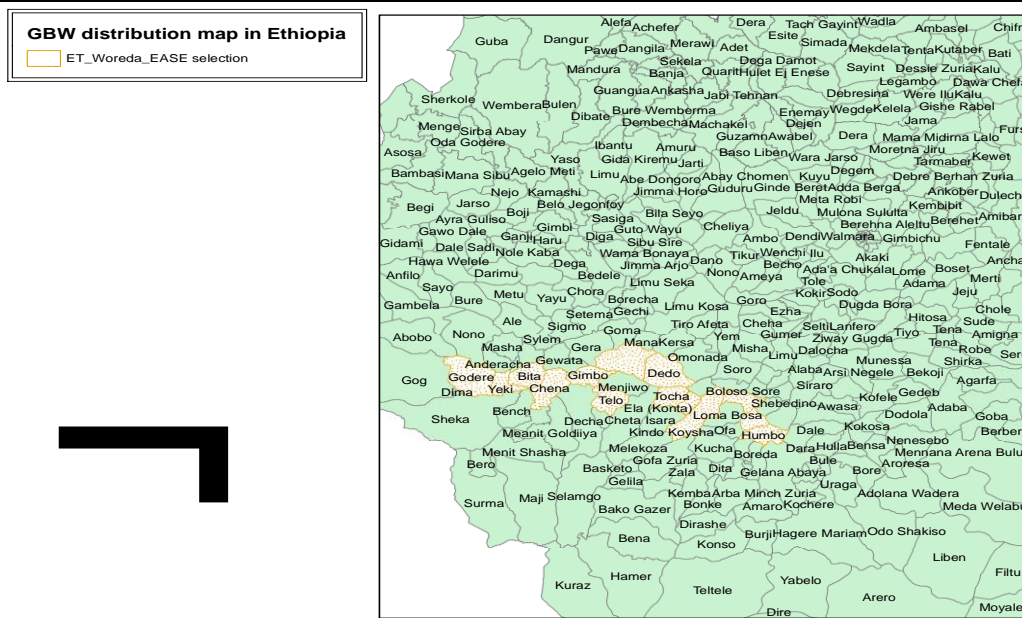 GBW distribution map in Ethiopia
ET_Woreda_EASE selection
Alefa Achefer Dera Tach Gayint Wadla Ambasel Chifr
Guba Dangur Pawe Dangila Merawi Adet Esite Simada Mekdela Tenta Kutaber Bati
Mandura Sekela Banja Quarit Dega Damot Huiet Ej Enese Sayint Dessie Zuria Kalu
Guangua Ankasha Jabi Tehnan Debresina Legambo Were Ilu Kalu Dawa Chefa
Sherkole Wembera Bulen Dibate Bure Wemberma Dembecha Machakel Enemay Dejen Wegde Kelela Jama Gishe Rabel
Menge Sirba Abay Oda Godere Guzamn Awabel Dera Mama Midirna Lalo Furs
Asosa Yaso Ibantu Gida Kiremu Amuru Jarti Baso Liben Wara Jarso Moretna Jiru Tarmaber Kewet
Bambasi Mana Sibu Agelo Meti Limu Abe Dongoro Abay Chomen Kuyu Degem Debre Berhan Zuria
Nejo Kamashi Jimma Horo Guduru Ginde Beret Adda Berga Ankober Dulech
Begi Jarso Boji Belo Jegonfoy Sasiga Bila Seyo Jeldu Meta Robi Mulona Sululta Kembibit
Ayra Guliso Gimbi Guto Wayu Cheliya Berehna Aleltu Berehet Amibar
Gidami Gawo Dale Dale Sadi Ganji Haru Diga Sibu Sire Ambo Dendi Walmara Gimbichu Fentale
Hawa Welele Nole Kaba Wama Bonaya Tikur Wenchi Ilu Akaki Ancha
Anfilo Darimu Dega Bedele Jimma Arjo Dano Nono Ameya Becho Ada'a Chukala Lome Boset Merti
Sayo Metu Chora Limu Seka Tole Adama Jeju
Gambela Bure Yayu Borecha Limu Kosa Goro Kokir Sodo Dugda Bora
Ale Setema Gechi Ezha Hitosa Chole
Abobo Nono Sigmo Goma Tiro Afeta Cheha Selti Lanfero Tiyo Tena Sude Amigna
Masha Sylem Gera Mana Kersa Yem Gumer Ziway Gugda Tena Robe
Anderacha Gewata Omonada Misha Limu Dalocha Munessa Shirka Ser
Gog Godere Bita Gimbo Dedo Soro Alaba Arsi Negele Bekoji Agarfa
Dima Yeki Chena Menjiwo Telo Tocha Boloso Sore Siraro Kofele Gedeb
Sheka Bench Ela (Konta) Loma Bosa Shebedino Awasa Dodola Adaba Goba
Decha Cheta Isara Kokosa Berber
Meanit Goldiiya Kindo Koysha Ofa Humbo Dale Nenesebo
Bero Menit Shasha Melekoza Kucha Boreda Dara Hulla Bensa Mennana Arena Bulu
Basketo Gofa Zuria Zala Dita Gelana Abaya Bule Bore Aroresa
Gelila Uraga
Surma Maji Selamgo Kemba Arba Minch Zuria Adolana Wadera
Bako Gazer Bonke Amaro Kochere Meda Welabu
Dirashe
Bena Konso Burji Hagere Mariam Odo Shakiso
Liben
Kuraz Hamer Teltele Yabelo Filtu
Arero
Dire Moyale